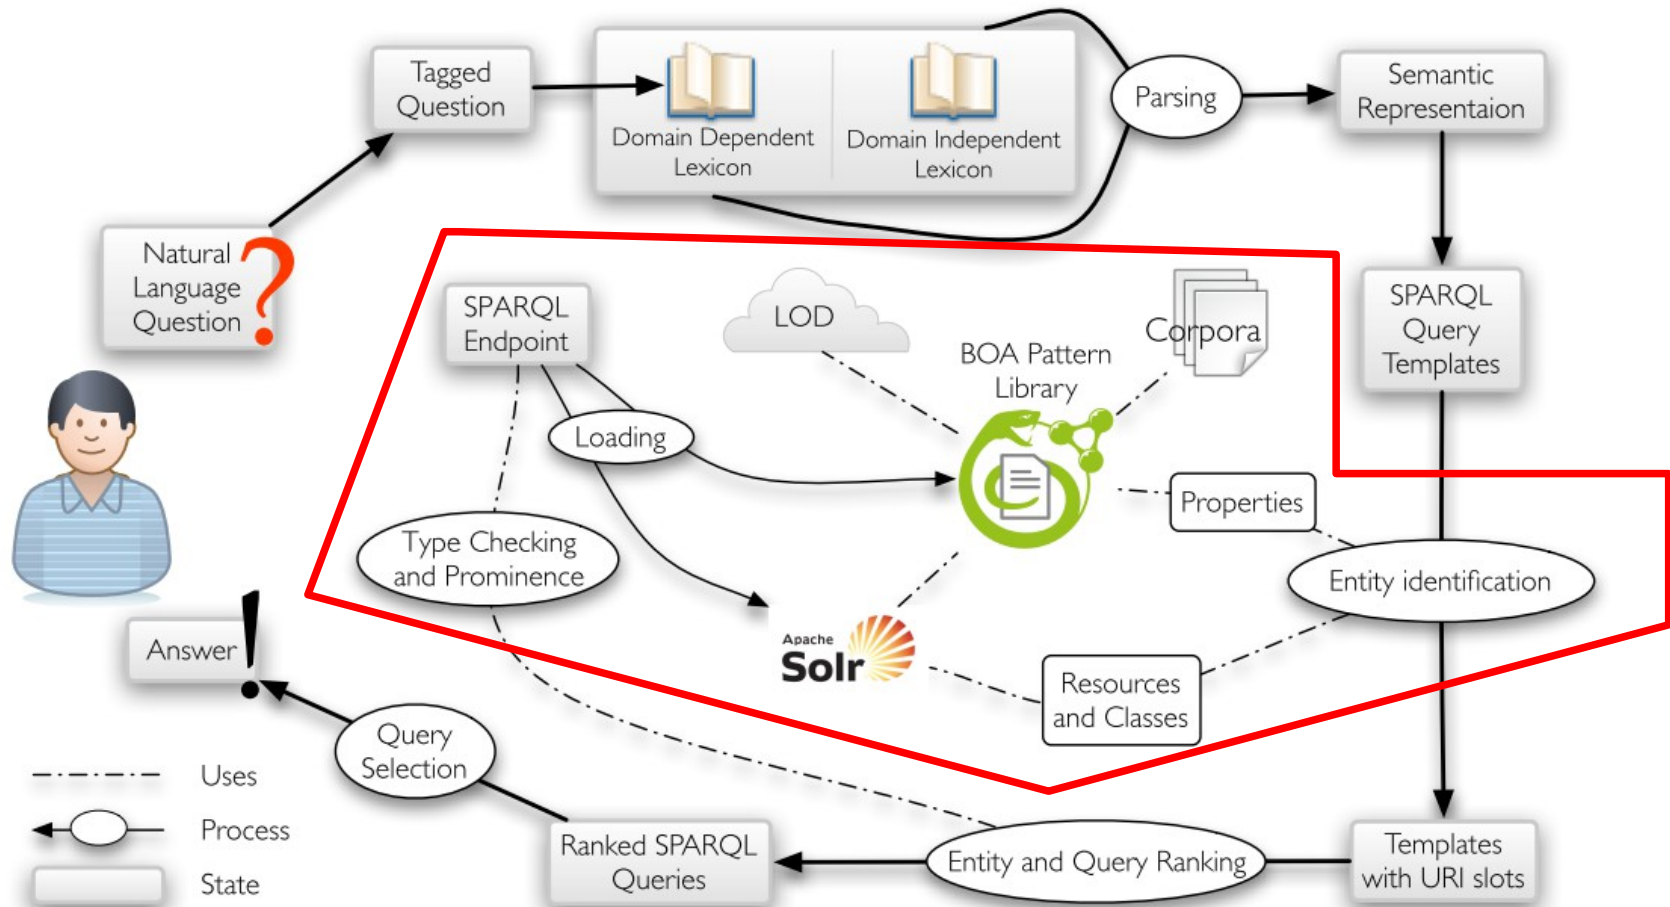 Tagged
Question
Domain Dependent
Lexicon
Domain Independent
Lexicon
Parsing
Semantic
Representaion
Natural
Language
Question
?
SPARQL
Endpoint
LOD
Corpora
BOA Pattern
Library
SPARQL
Query
Templates
Loading
Properties
Type Checking
and Prominence
Entity identification
Apache
Solr
Resources
and Classes
Answer
!
Query
Selection
Uses
Process
State
Ranked SPARQL
Queries
Entity and Query Ranking
Templates
with URI slots